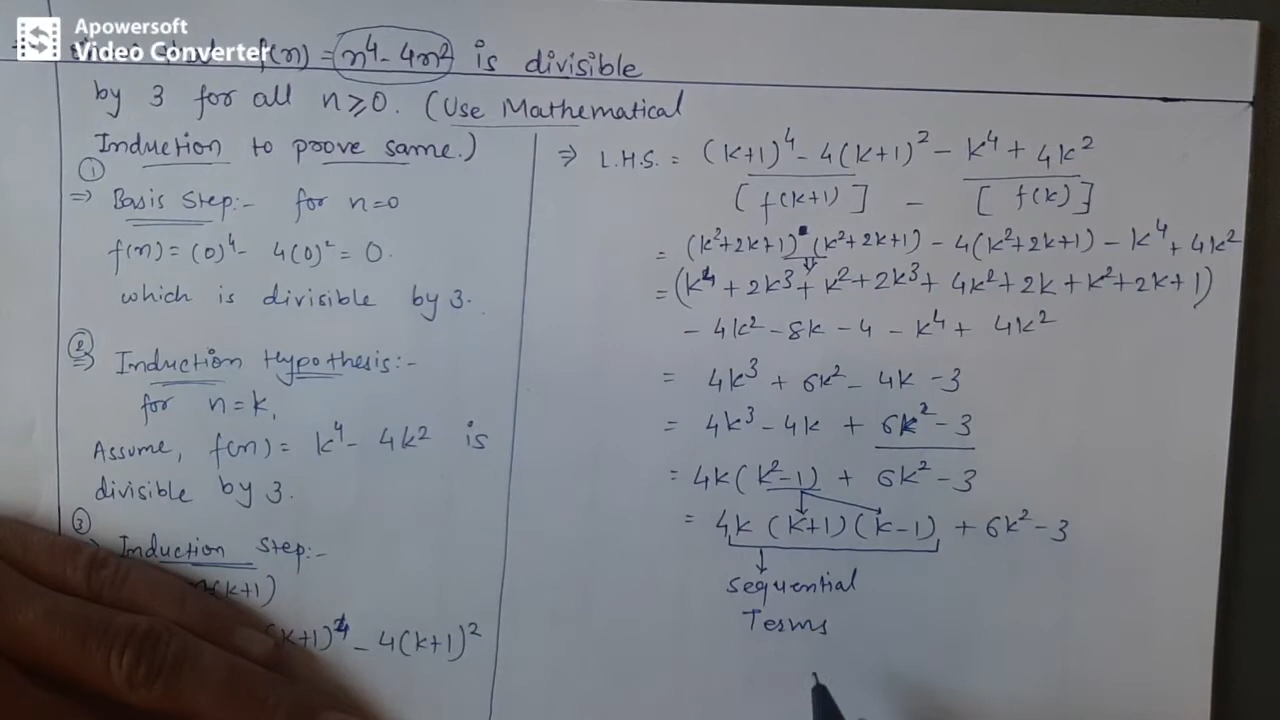 Apowersoft
Video Converter
f(n) = n⁴ - 4n² is divisible
by 3 for all n ≥ 0. (Use Mathematical
Induction to proove same.)
①
⇒ Basis Step:- for n=0
f(n) = (0)⁴ - 4(0)² = 0.
which is divisible by 3.
②
⇒ Induction Hypothesis:-
for n = k,
Assume, f(n) = k⁴ - 4k² is
divisible by 3.
③
Induction Step:-
(k+1)
(k+1)⁴ - 4(k+1)²
⇒ L.H.S. = (k+1)⁴ - 4(k+1)² - k⁴ + 4k²
[f(k+1)] - [f(k)]
= (k²+2k+1) (k²+2k+1) - 4(k²+2k+1) - k⁴ + 4k²
= (k⁴ + 2k³ + k² + 2k³ + 4k² + 2k + k² + 2k + 1)
- 4k² - 8k - 4 - k⁴ + 4k²
= 4k³ + 6k² - 4k - 3
= 4k³ - 4k + 6k² - 3
= 4k(k²-1) + 6k² - 3
= 4k (k+1)(k-1) + 6k² - 3
Sequential
Terms